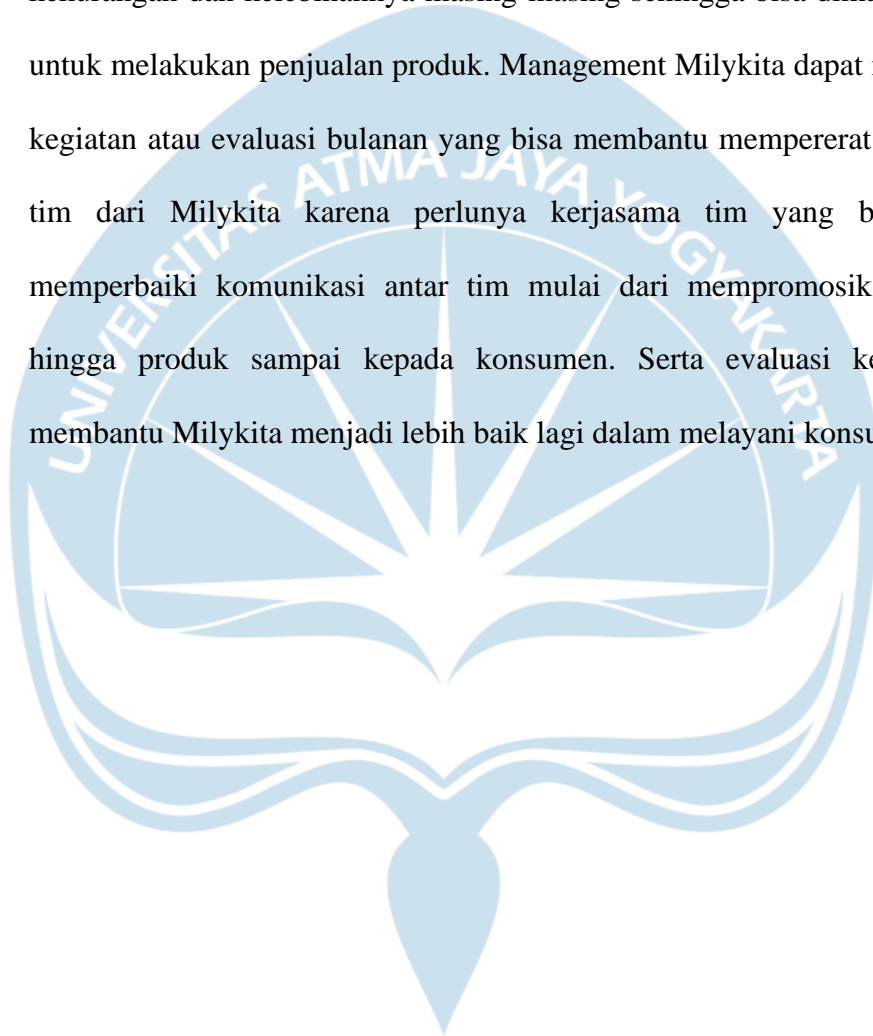 untuk melakukan penjualan produk. Management Milykita dapat
kegiatan atau evaluasi bulanan yang bisa membantu mempererat
tim dari Milykita karena perlunya kerjasama tim yang
memperbaiki komunikasi antar tim mulai dari
hingga produk sampai kepada konsumen. Serta evaluasi
membantu Milykita menjadi lebih baik lagi dalam melayani
UNIVERSITAS ATMA JAYA YOGYAKARTA